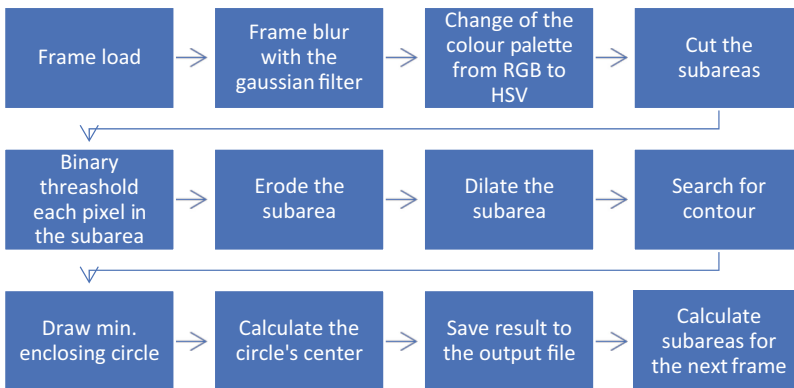 Frame load
Frame blur
with the
gaussian filter
Change of the
colour palette
from RGB to
HSV
Cut the
subareas
Binary
threashold
each pixel in
the subarea
Erode the
subarea
Dilate the
subarea
Search for
contour
Draw min.
enclosing circle
Calculate the
circle's center
Save result to
the output file
Calculate
subareas for
the next frame